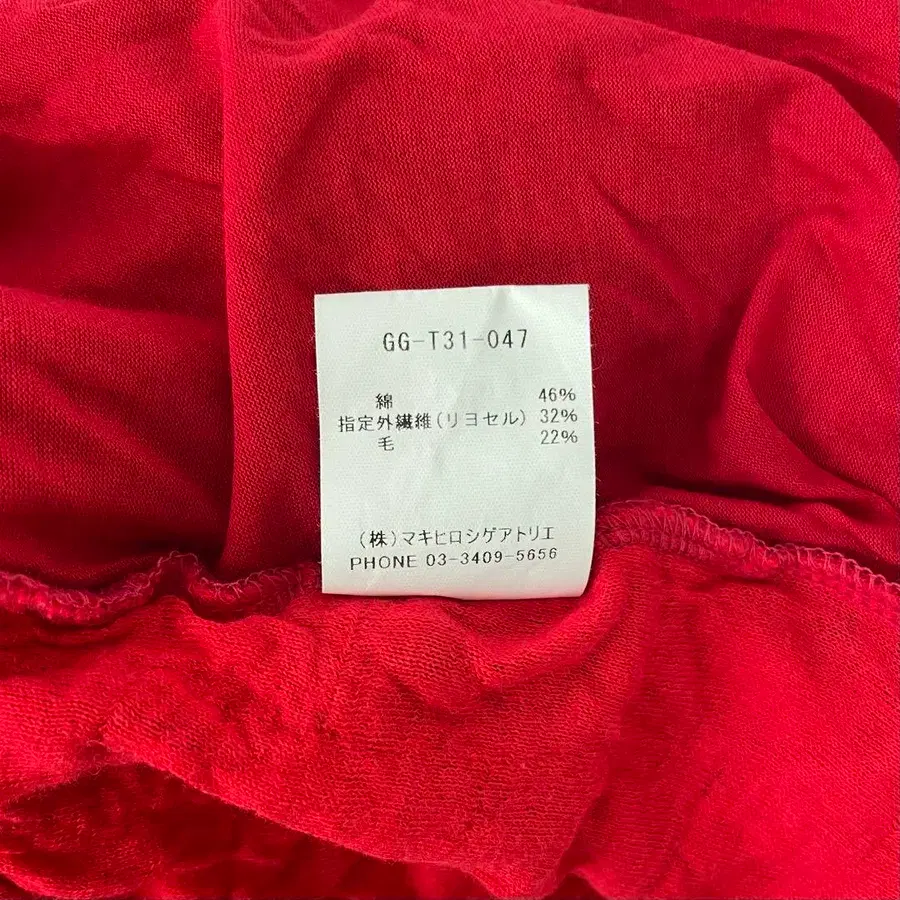 GG-T31-047
綿 46%
指定外繊維(リヨセル) 32%
毛 22%
(株)マキヒロシゲアトリエ
PHONE 03-3409-5656